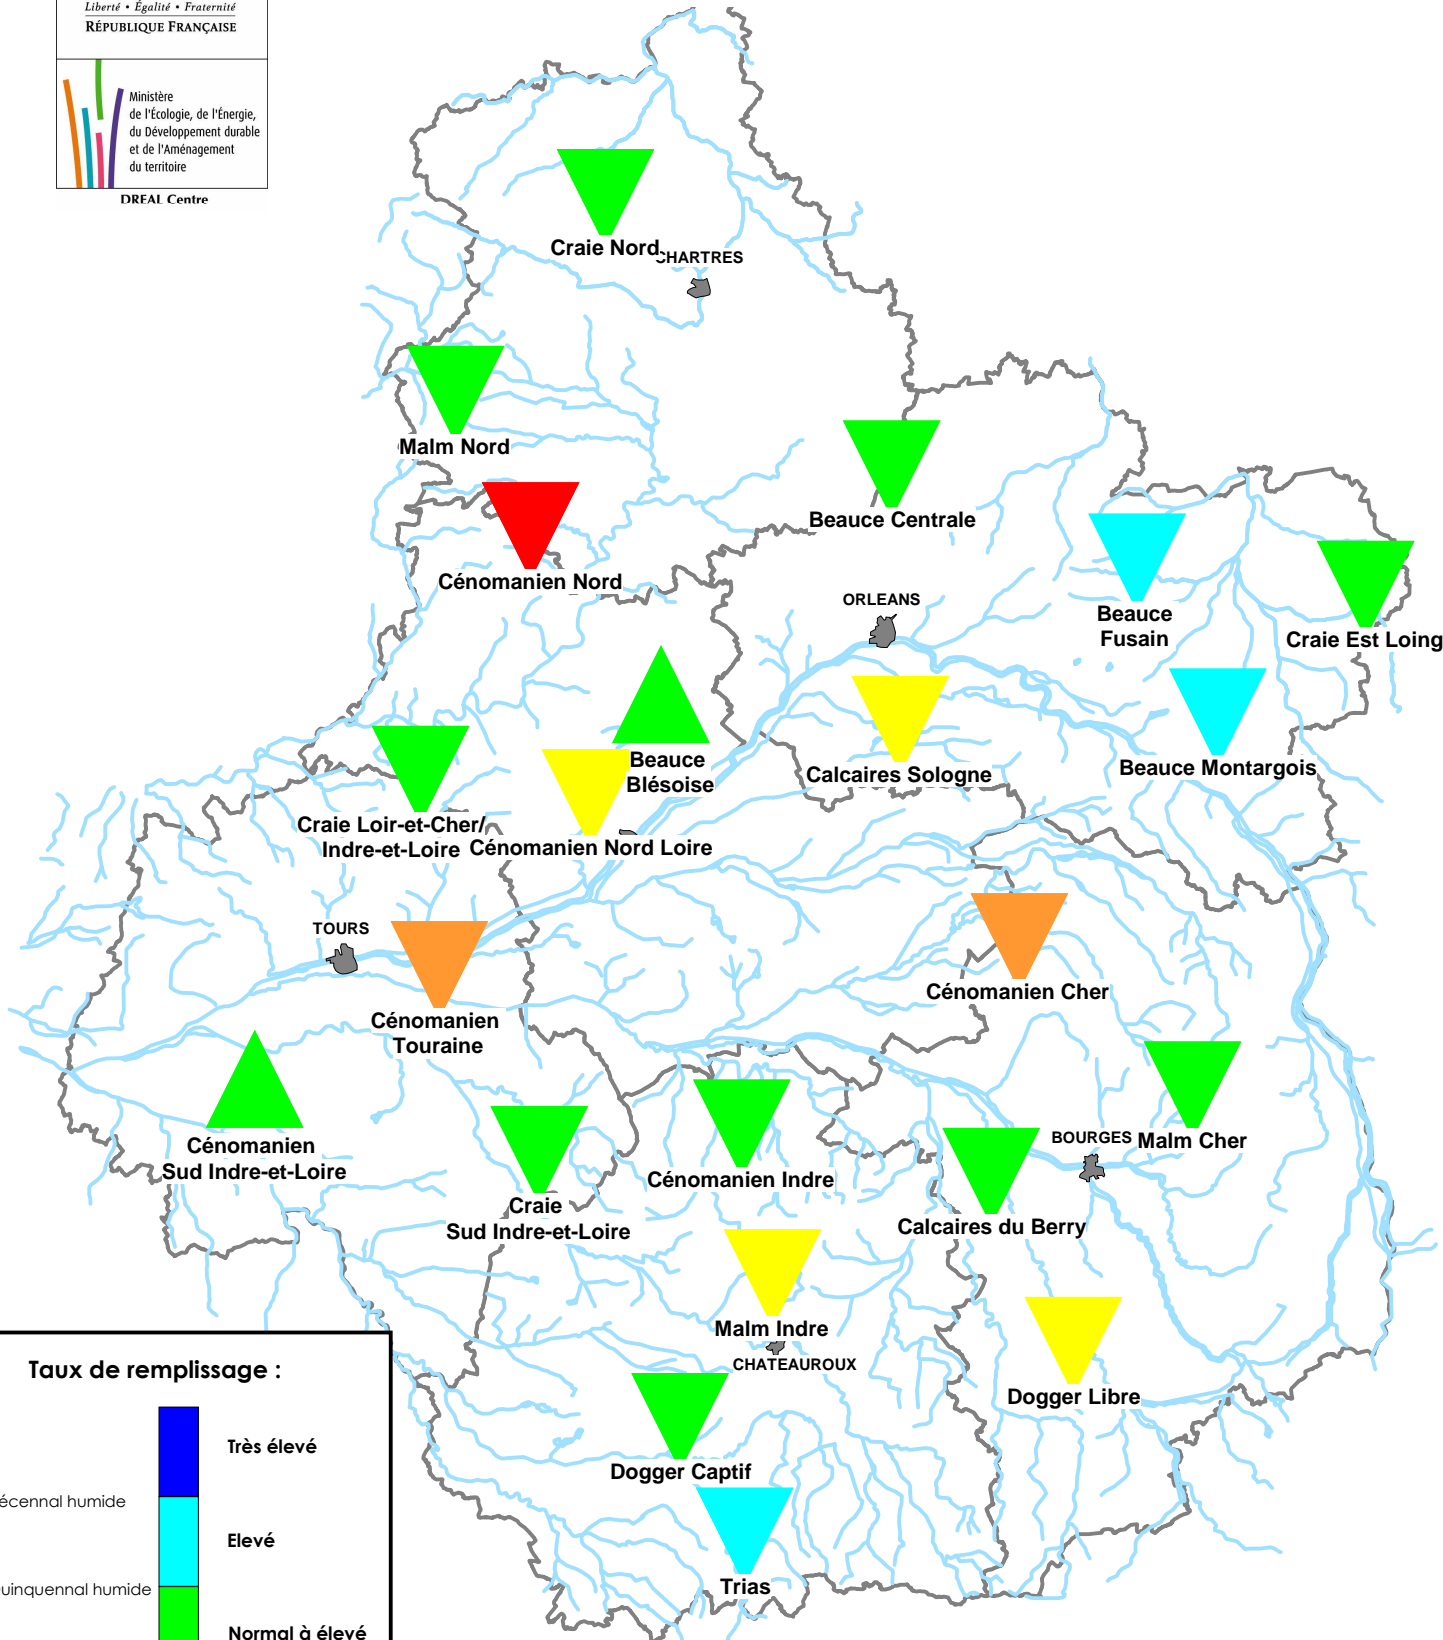 Liberté • Égalité • Fraternité
RÉPUBLIQUE FRANÇAISE
Ministère
de l'Écologie, de l'Énergie,
du Développement durable
et de l'Aménagement
du territoire
DREAL Centre
Craie Nord
CHARTRES
Malm Nord
Beauce Centrale
Cénomanien Nord
ORLEANS
Beauce
Fusain
Craie Est Loing
Beauce
Blésoise
Calcaires Sologne
Beauce Montargois
Craie Loir-et-Cher/
Indre-et-Loire
Cénomanien Nord Loire
TOURS
Cénomanien
Touraine
Cénomanien Cher
Cénomanien
Sud Indre-et-Loire
Craie
Sud Indre-et-Loire
Cénomanien Indre
BOURGES
Malm Cher
Calcaires du Berry
Malm Indre
CHATEAUROUX
Dogger Libre
Dogger Captif
Trias
Taux de remplissage :
Très élevé
écennal humide
Elevé
uinquennal humide
Normal à élevé